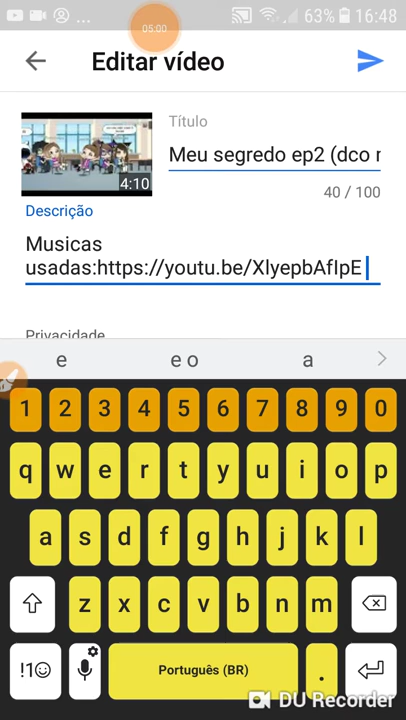 63% 16:48
05:00
Editar vídeo
Título
Meu segredo ep2 (dco r
4:10
40 / 100
Descrição
Musicas
usadas:https://youtu.be/XlyepbAfIpE
Privacidade
e e o a
1 2 3 4 5 6 7 8 9 0
q w e r t y u i o p
a s d f g h j k l
z x c v b n m
!1 Português (BR) .
DU Recorder